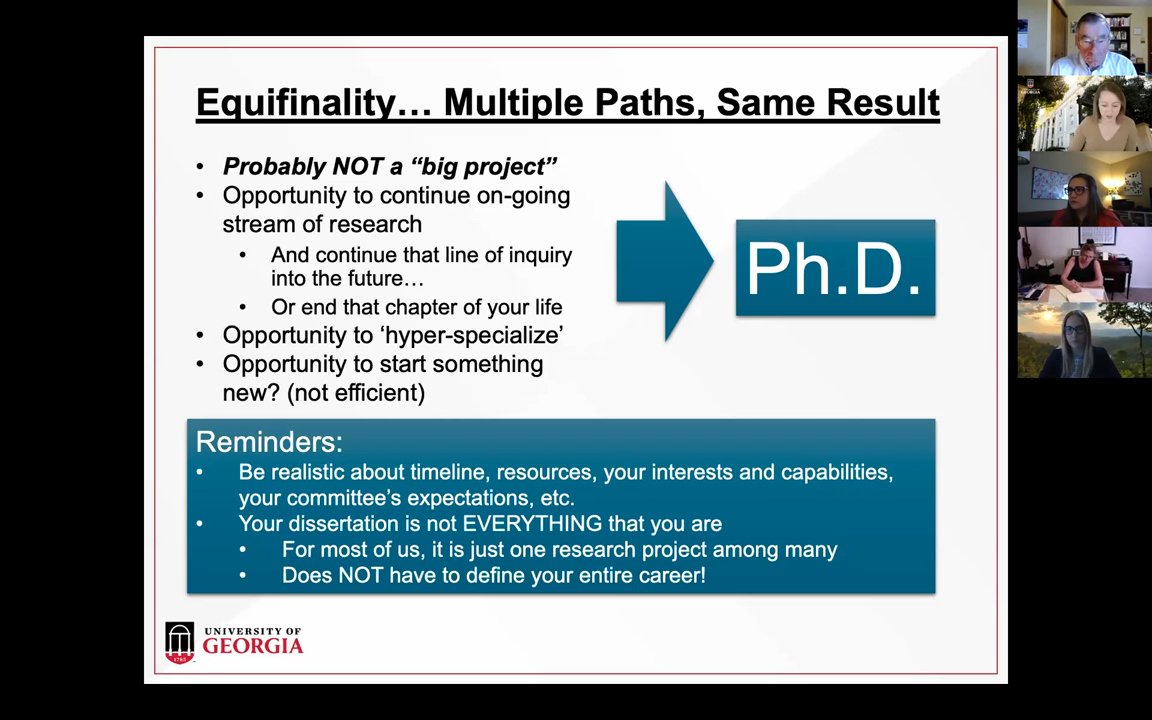 Equifinality… Multiple Paths, Same Result
• Probably NOT a “big project”
• Opportunity to continue on-going
stream of research
• And continue that line of inquiry
into the future…
• Or end that chapter of your life
• Opportunity to ‘hyper-specialize’
• Opportunity to start something
new? (not efficient)
Ph.D.
Reminders:
• Be realistic about timeline, resources, your interests and capabilities,
your committee’s expectations, etc.
• Your dissertation is not EVERYTHING that you are
• For most of us, it is just one research project among many
• Does NOT have to define your entire career!
1785
UNIVERSITY OF
GEORGIA
GEORGIA